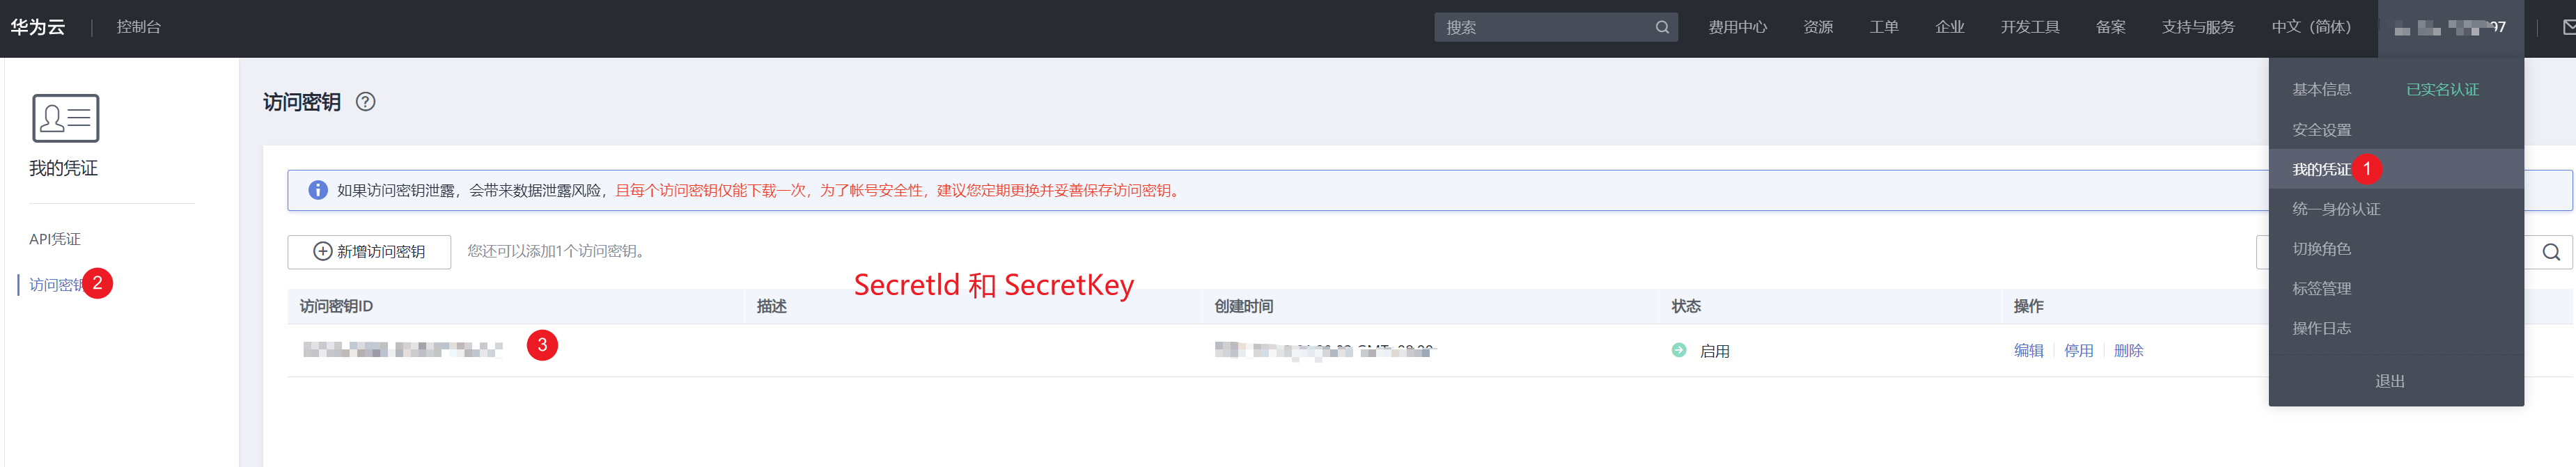 华为云 控制台 搜索 费用中心 资源 工单 企业 开发工具 备案 支持与服务 中文（简体） 97
基本信息 已实名认证
安全设置
我的凭证 1
统一身份认证
切换角色
标签管理
操作日志
退出
我的凭证
API凭证
访问密钥 2
访问密钥 ?
如果访问密钥泄露，会带来数据泄露风险，且每个访问密钥仅能下载一次，为了帐号安全性，建议您定期更换并妥善保存访问密钥。
新增访问密钥 您还可以添加1个访问密钥。
SecretId 和 SecretKey
访问密钥ID 描述 创建时间 状态 操作
3 启用 编辑 停用 删除